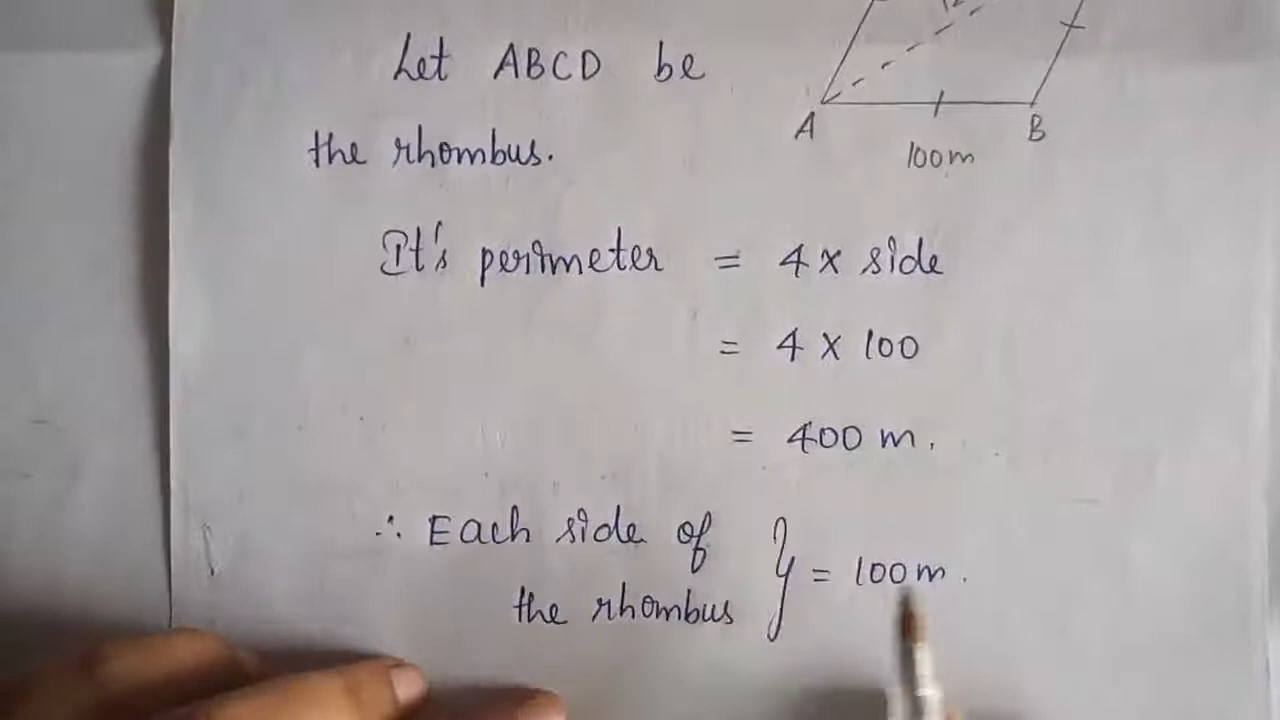 Let ABCD be
the rhombus.
A
B
100m
It's perimeter = 4 x side
= 4 x 100
= 400 m.
∴ Each side of
the rhombus } = 100m.